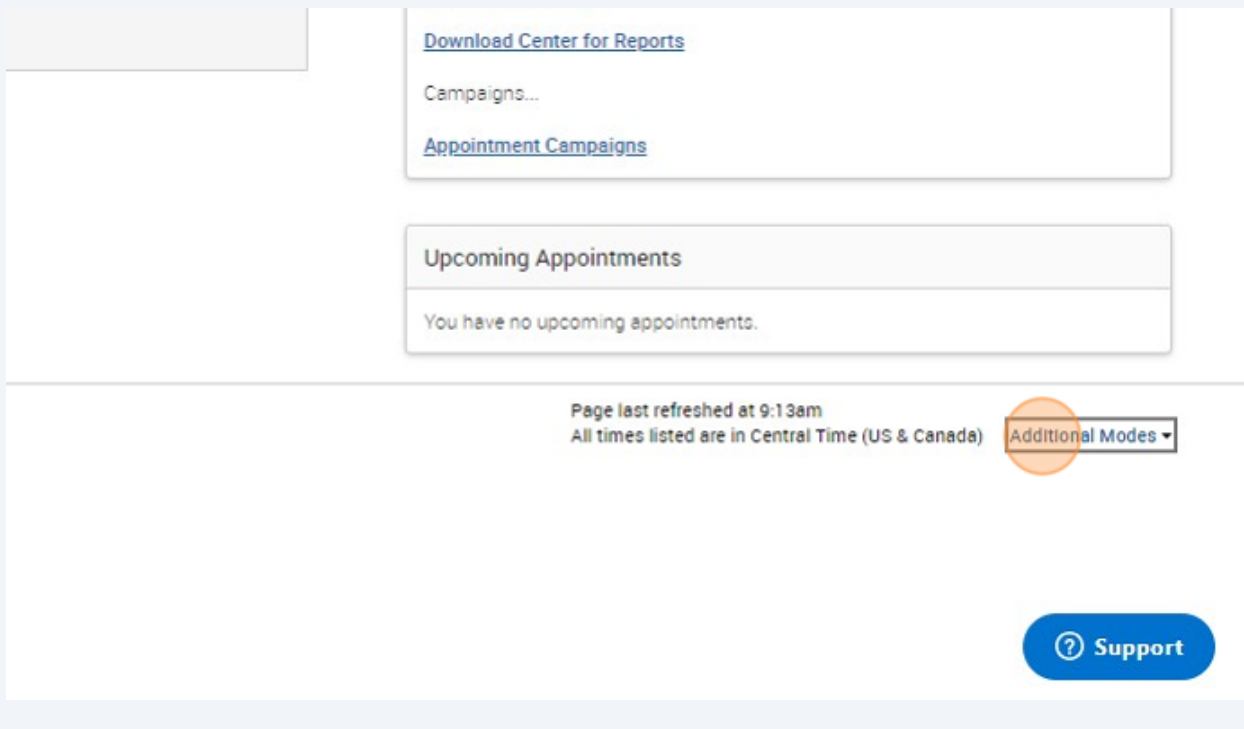 Download Center for Reports
Campaigns...
Appointment Campaigns
Upcoming Appointments
You have no upcoming appointments.
Page last refreshed at 9:13am
All times listed are in Central Time (US & Canada)
Additional Modes
Support